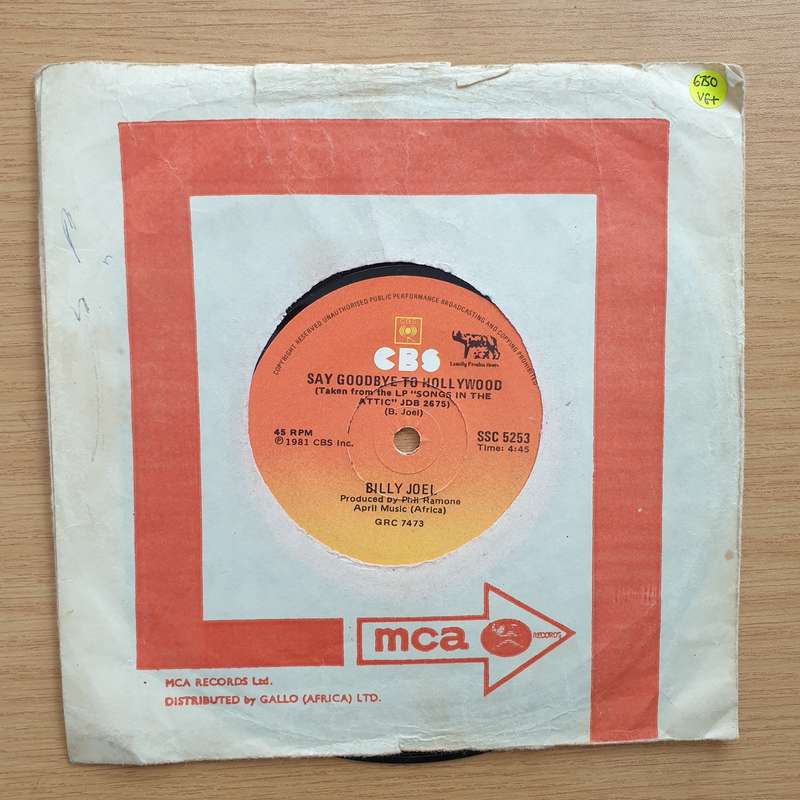 6750
VG+
COPYRIGHT RESERVED UNAUTHORISED PUBLIC PERFORMANCE BROADCASTING AND COPYING PROHIBITED
CBS
CBS
Family Productions
SAY GOODBYE TO HOLLYWOOD
(Taken from the LP "SONGS IN THE
ATTIC" JDB 2675)
(B. Joel)
45 RPM
℗ 1981 CBS Inc.
SSC 5253
Time: 4:45
BILLY JOEL
Produced by Phil Ramone
April Music (Africa)
GRC 7473
mca RECORDS
MCA RECORDS Ltd.
DISTRIBUTED by GALLO (AFRICA) LTD.